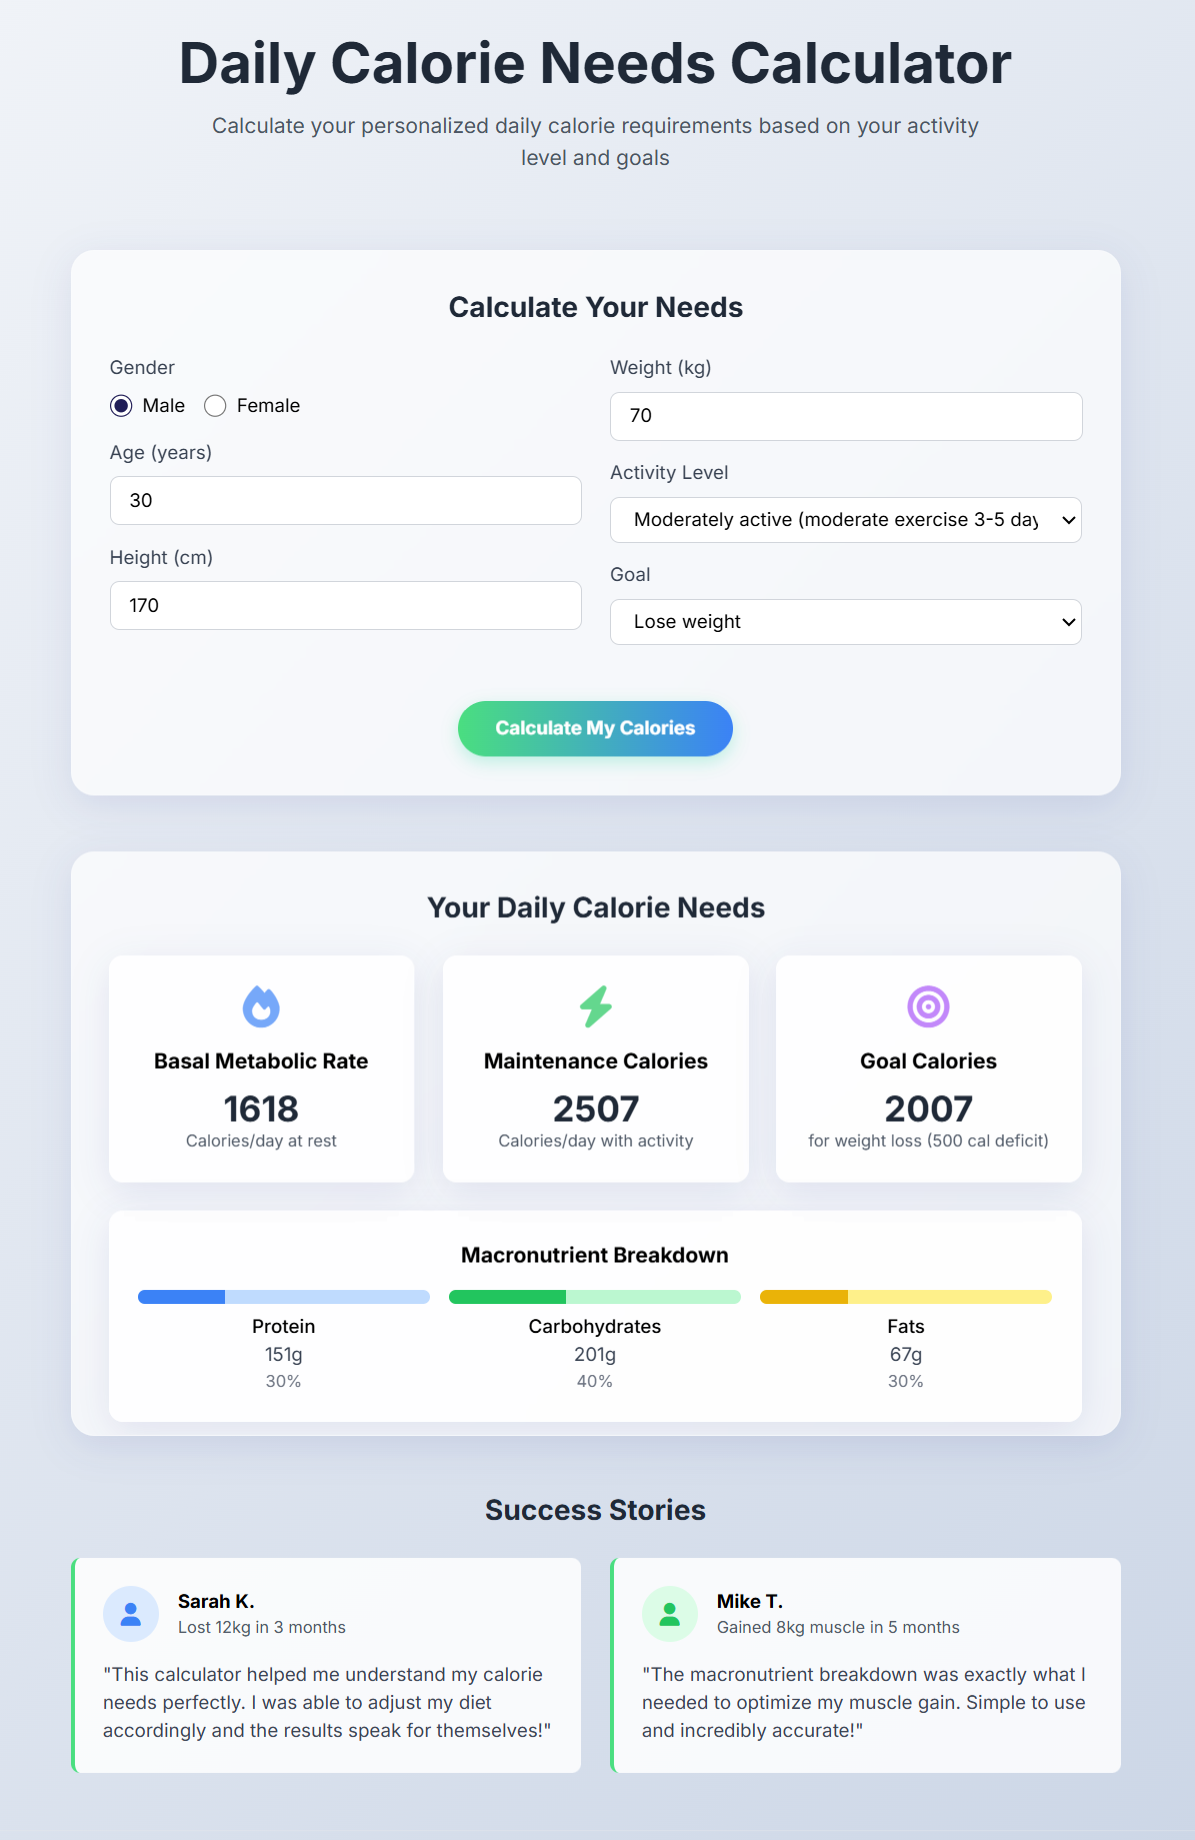 Daily Calorie Needs Calculator
Calculate your personalized daily calorie requirements based on your activity
level and goals
Calculate Your Needs
Gender
Male
Female
Age (years)
30
Height (cm)
170
Weight (kg)
70
Activity Level
Moderately active (moderate exercise 3-5 day
Goal
Lose weight
Calculate My Calories
Your Daily Calorie Needs
Basal Metabolic Rate
1618
Calories/day at rest
Maintenance Calories
2507
Calories/day with activity
Goal Calories
2007
for weight loss (500 cal deficit)
Macronutrient Breakdown
Protein
151g
30%
Carbohydrates
201g
40%
Fats
67g
30%
Success Stories
Sarah K.
Lost 12kg in 3 months
"This calculator helped me understand my calorie
needs perfectly. I was able to adjust my diet
accordingly and the results speak for themselves!"
Mike T.
Gained 8kg muscle in 5 months
"The macronutrient breakdown was exactly what I
needed to optimize my muscle gain. Simple to use
and incredibly accurate!"